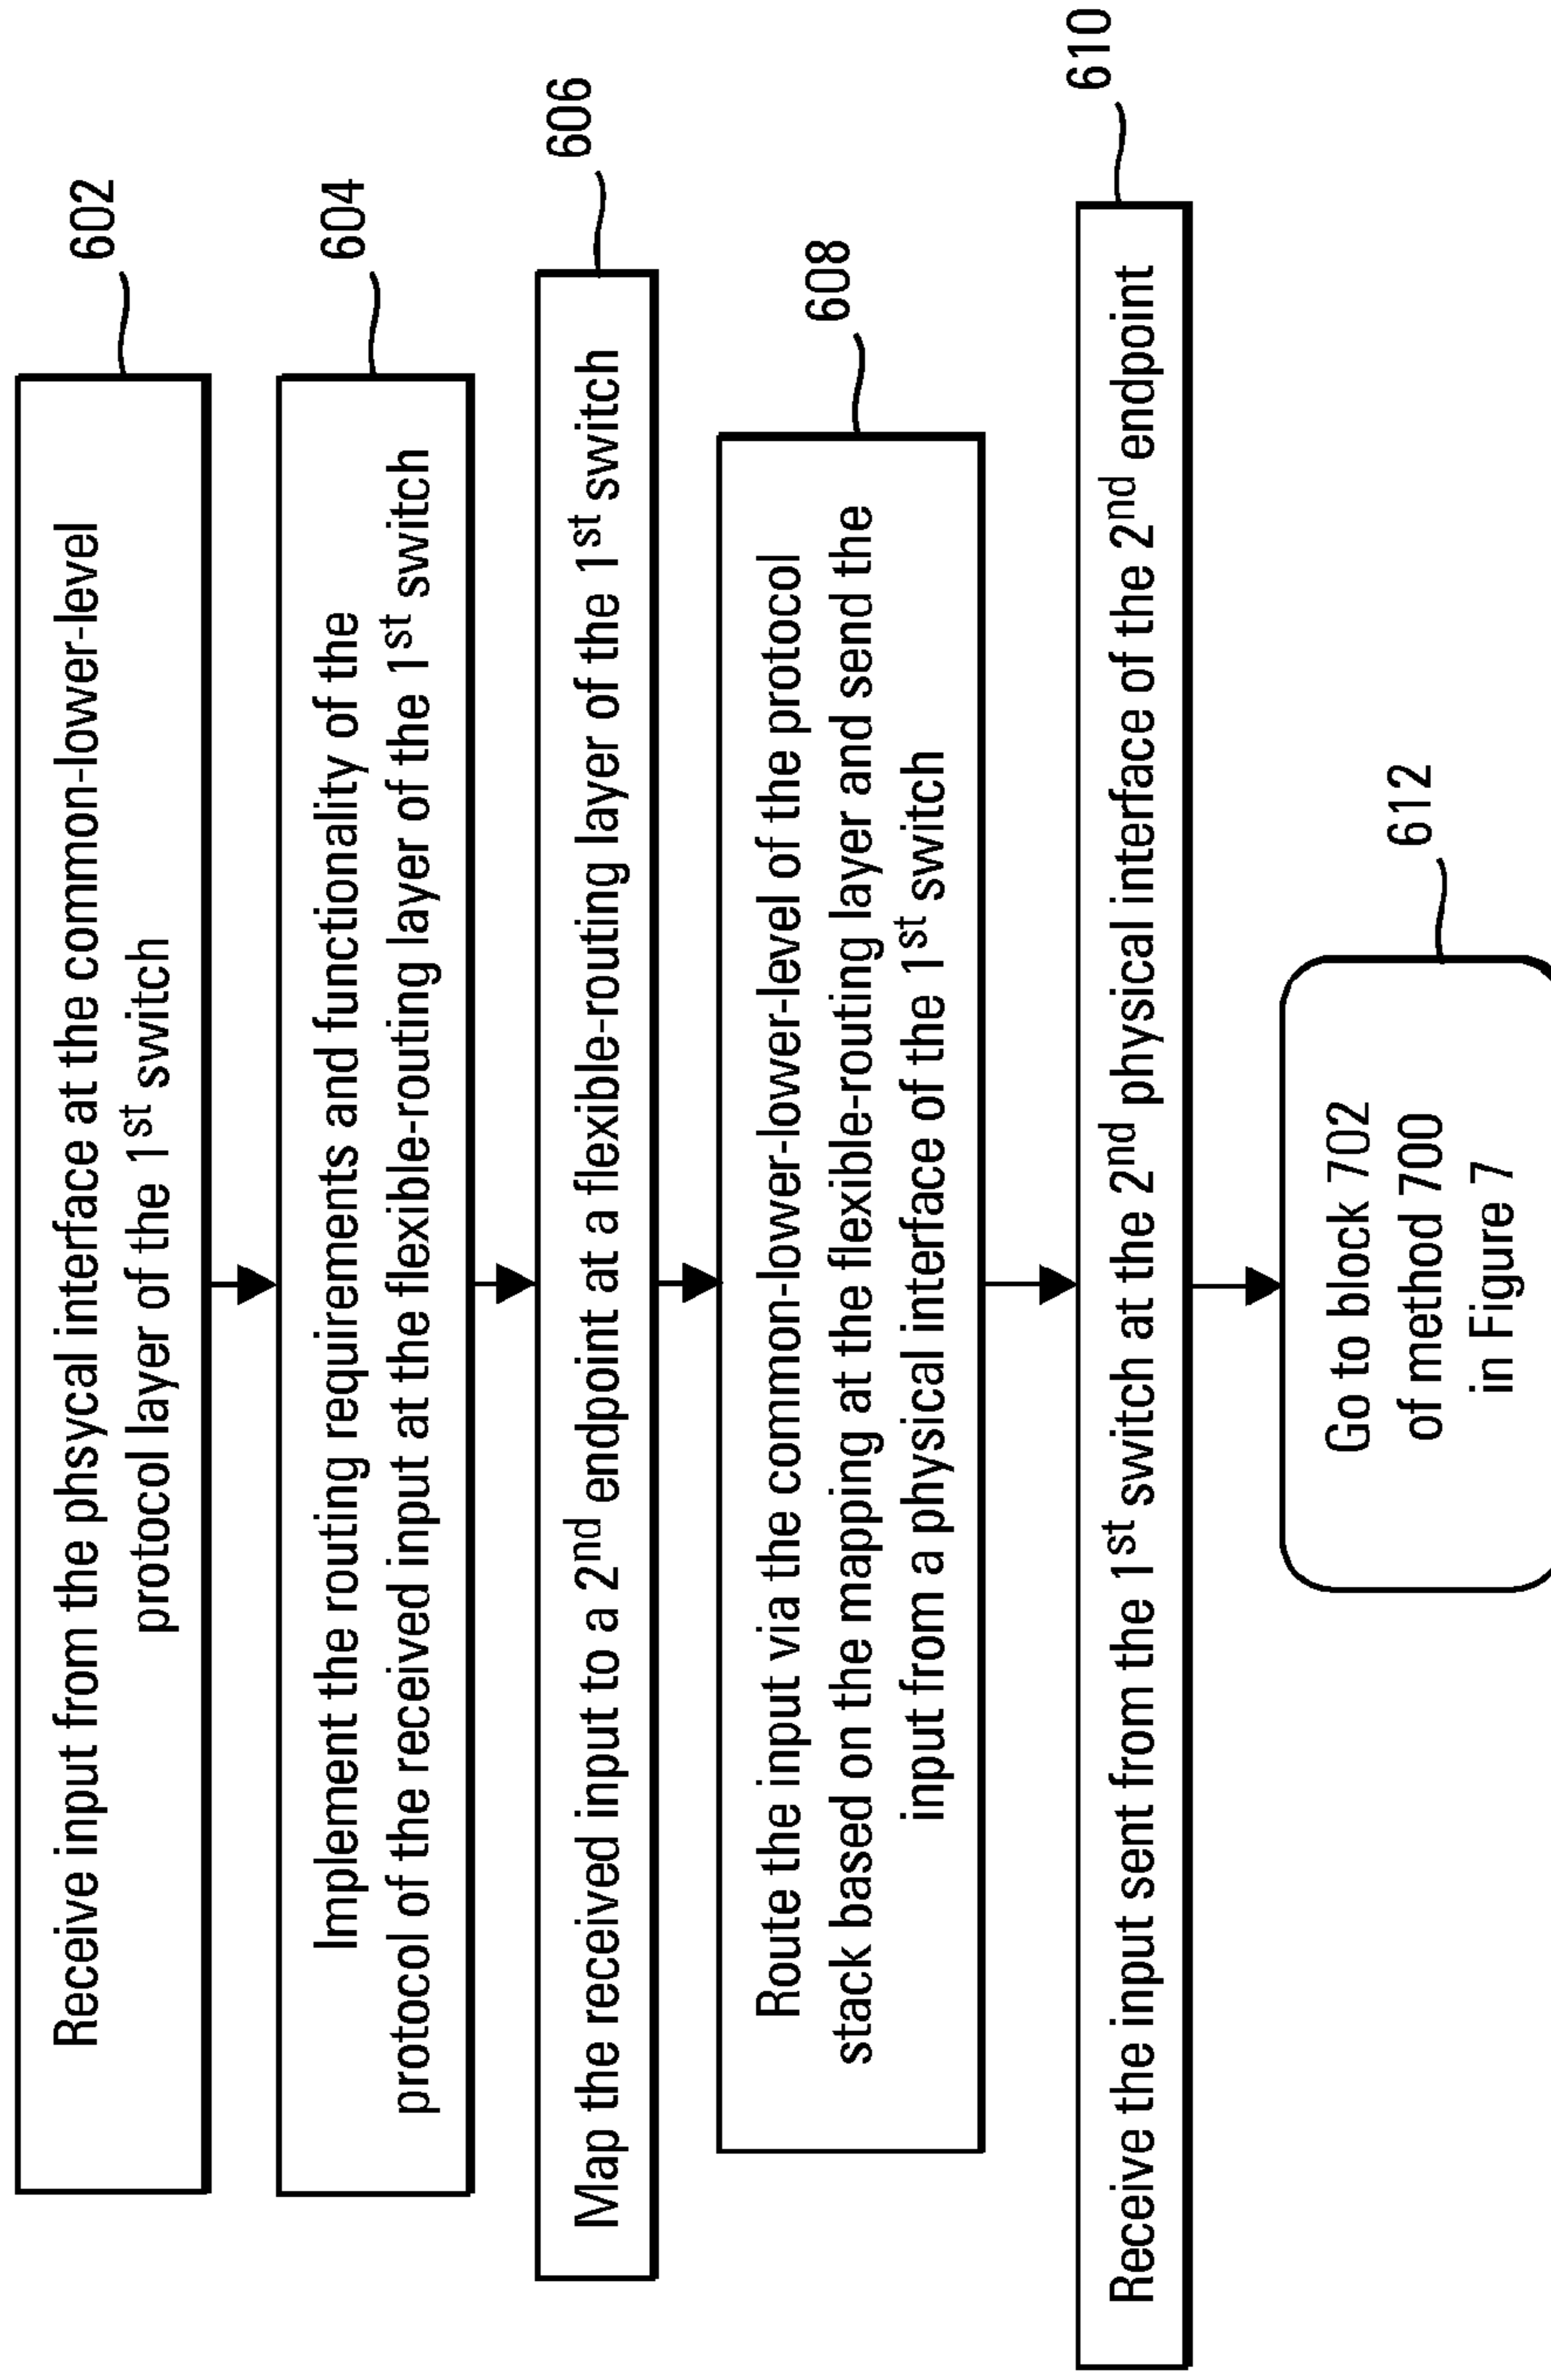 602
Receive input from the phsycal interface at the common-lower-level
protocol layer of the 1st switch
604
Implement the routing requirements and functionality of the
protocol of the received input at the flexible-routing layer of the 1st switch
606
Map the received input to a 2nd endpoint at a flexible-routing layer of the 1st switch
608
Route the input via the common-lower-lower-level of the protocol
stack based on the mapping at the flexible-routing layer and send the
input from a physical interface of the 1st switch
610
Receive the input sent from the 1st switch at the 2nd physical interface of the 2nd endpoint
612
Go to block 702
of method 700
in Figure 7